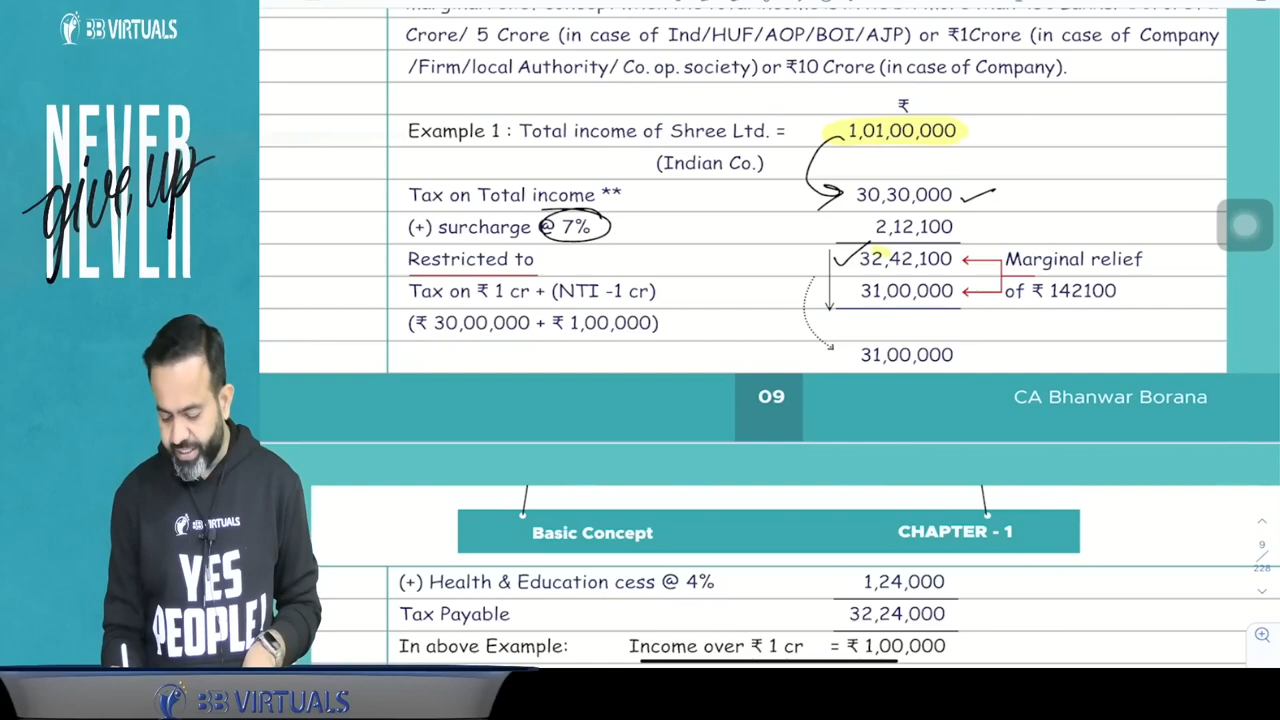 BB VIRTUALS
NEVER
give up
NEVER
Crore/ 5 Crore (in case of Ind/HUF/AOP/BOI/AJP) or ₹1Crore (in case of Company
/Firm/local Authority/ Co. op. society) or ₹10 Crore (in case of Company).
₹
Example 1 : Total income of Shree Ltd. = 1,01,00,000
(Indian Co.)
Tax on Total income ** 30,30,000
(+) surcharge @ 7% 2,12,100
Restricted to 32,42,100 Marginal relief
Tax on ₹ 1 cr + (NTI -1 cr) 31,00,000 of ₹ 142100
(₹ 30,00,000 + ₹ 1,00,000)
31,00,000
09 CA Bhanwar Borana
Basic Concept CHAPTER - 1
(+) Health & Education cess @ 4% 1,24,000
Tax Payable 32,24,000
In above Example: Income over ₹ 1 cr = ₹ 1,00,000
9
228
BB VIRTUALS
YES
PEOPLE!
BB VIRTUALS